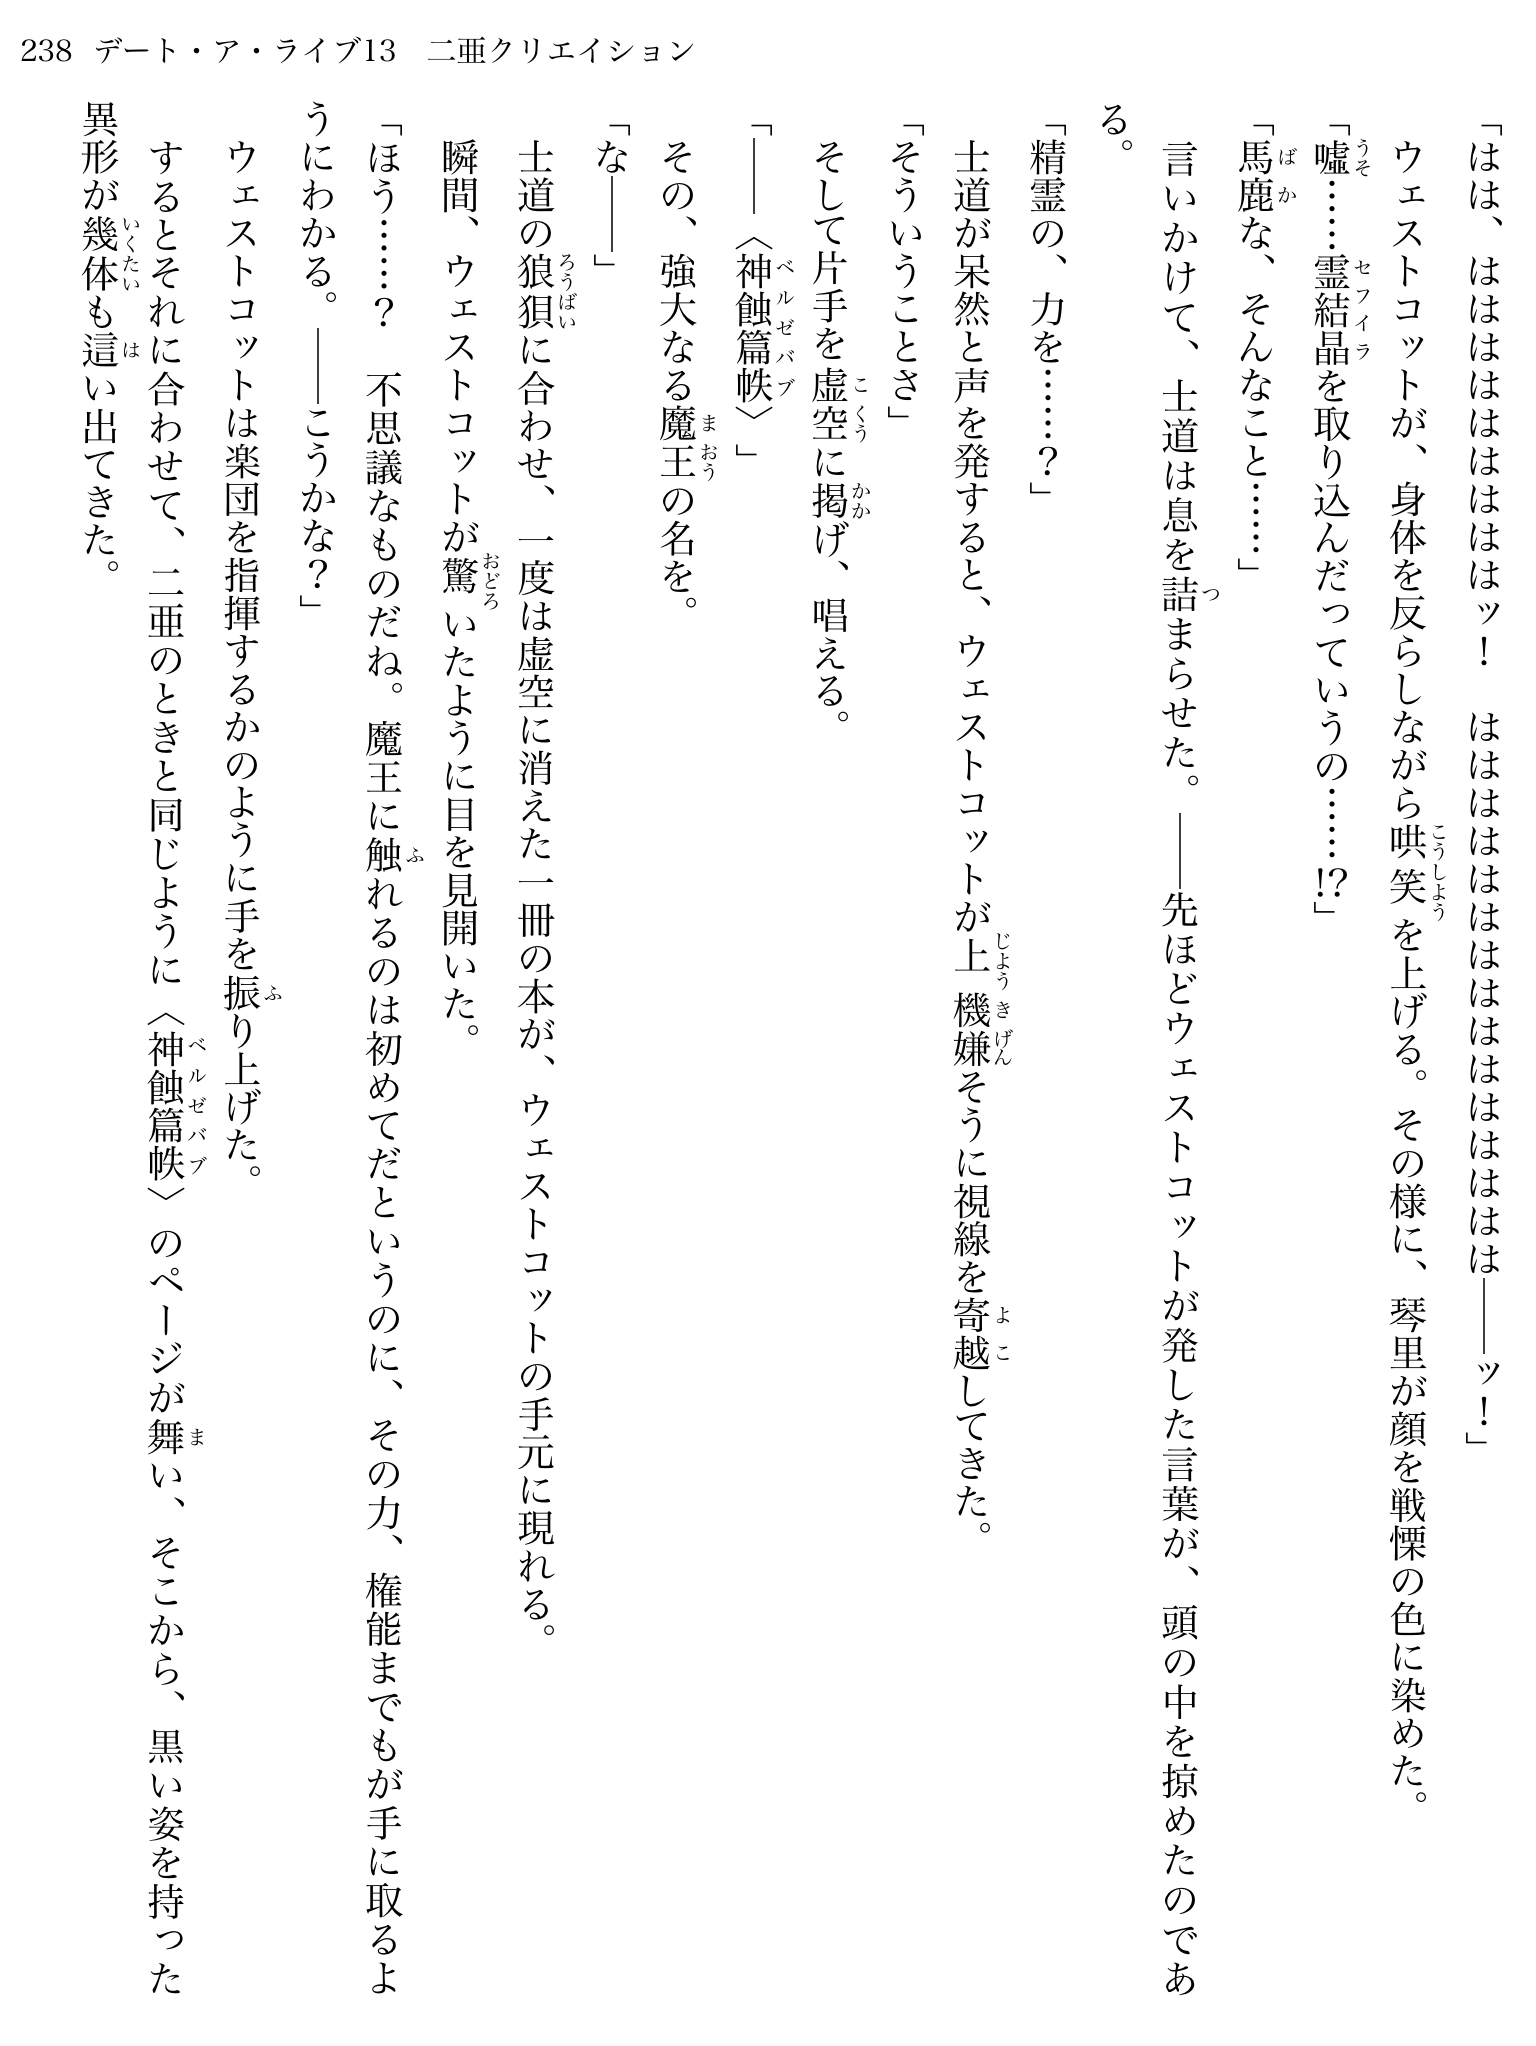 238 デート・ア・ライブ13　二亜クリエイション
「はは、はははははははははッ！　ははははははははははははははは――ッ！」
　ウェストコットが、身体を反らしながら哄笑を上げる。その様に、琴里が顔を戦慄の色に染めた。
「嘘……霊結晶を取り込んだっていうの……!?」
「馬鹿な、そんなこと……」
　言いかけて、士道は息を詰まらせた。――先ほどウェストコットが発した言葉が、頭の中を掠めたのであ
る。
「精霊の、力を……？」
　士道が呆然と声を発すると、ウェストコットが上機嫌そうに視線を寄越してきた。
「そういうことさ」
　そして片手を虚空に掲げ、唱える。
「――〈神蝕篇帙〉」
　その、強大なる魔王の名を。
「な――」
　士道の狼狽に合わせ、一度は虚空に消えた一冊の本が、ウェストコットの手元に現れる。
　瞬間、ウェストコットが驚いたように目を見開いた。
「ほう……？　不思議なものだね。魔王に触れるのは初めてだというのに、その力、権能までもが手に取るよ
うにわかる。――こうかな？」
　ウェストコットは楽団を指揮するかのように手を振り上げた。
　するとそれに合わせて、二亜のときと同じように〈神蝕篇帙〉のページが舞い、そこから、黒い姿を持った
異形が幾体も這い出てきた。